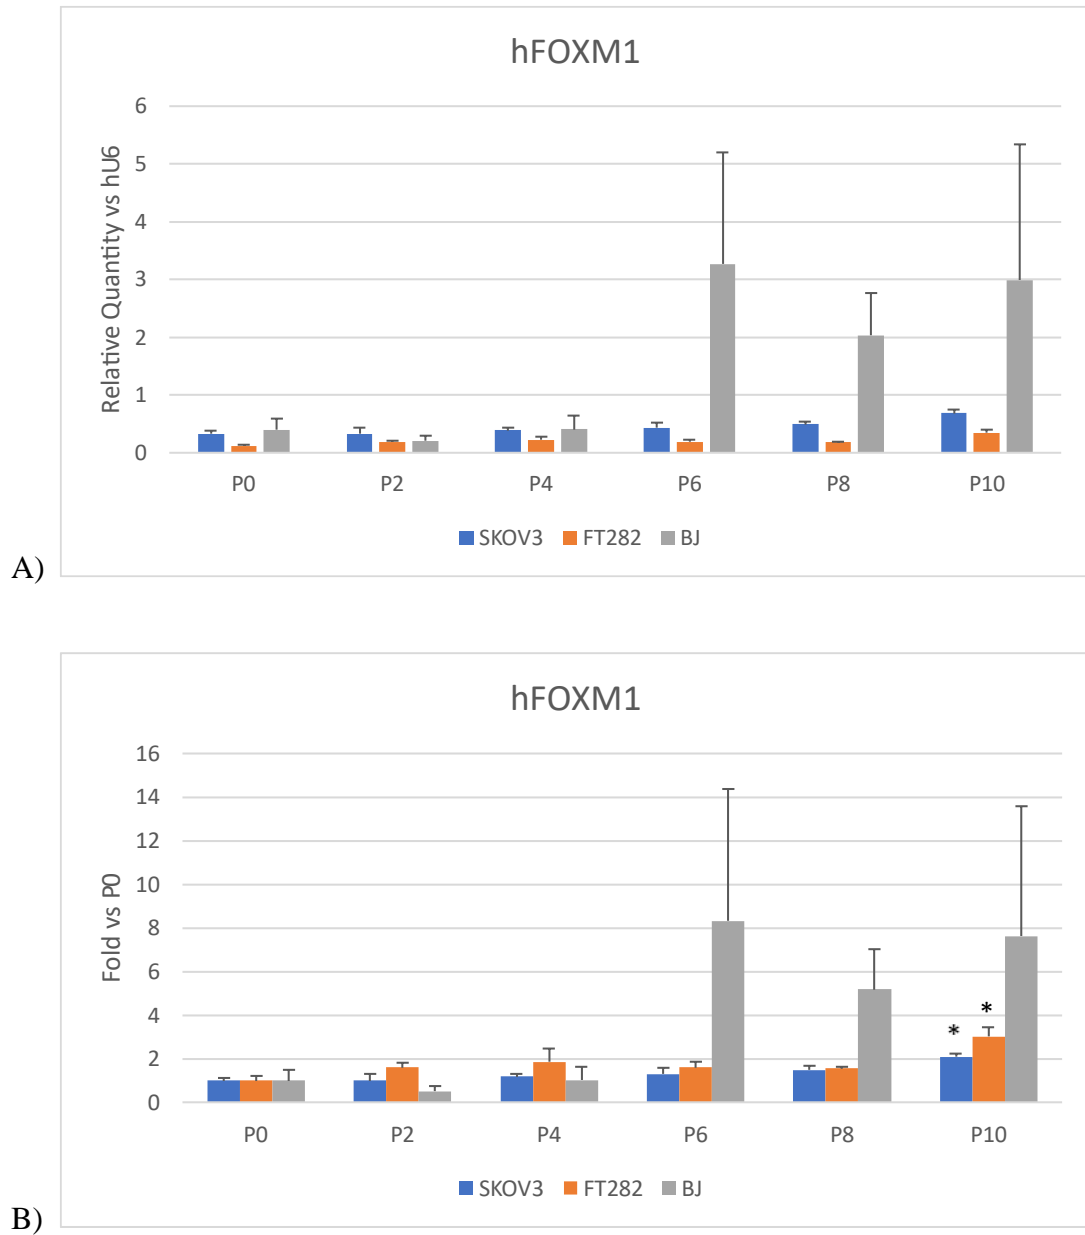 hFOXM1
Relative Quantity vs hU6
6
5
4
3
2
1
0
P0 P2 P4 P6 P8 P10
SKOV3 FT282 BJ
A)
hFOXM1
Fold vs P0
16
14
12
10
8
6
4
2
0
* *
P0 P2 P4 P6 P8 P10
SKOV3 FT282 BJ
B)